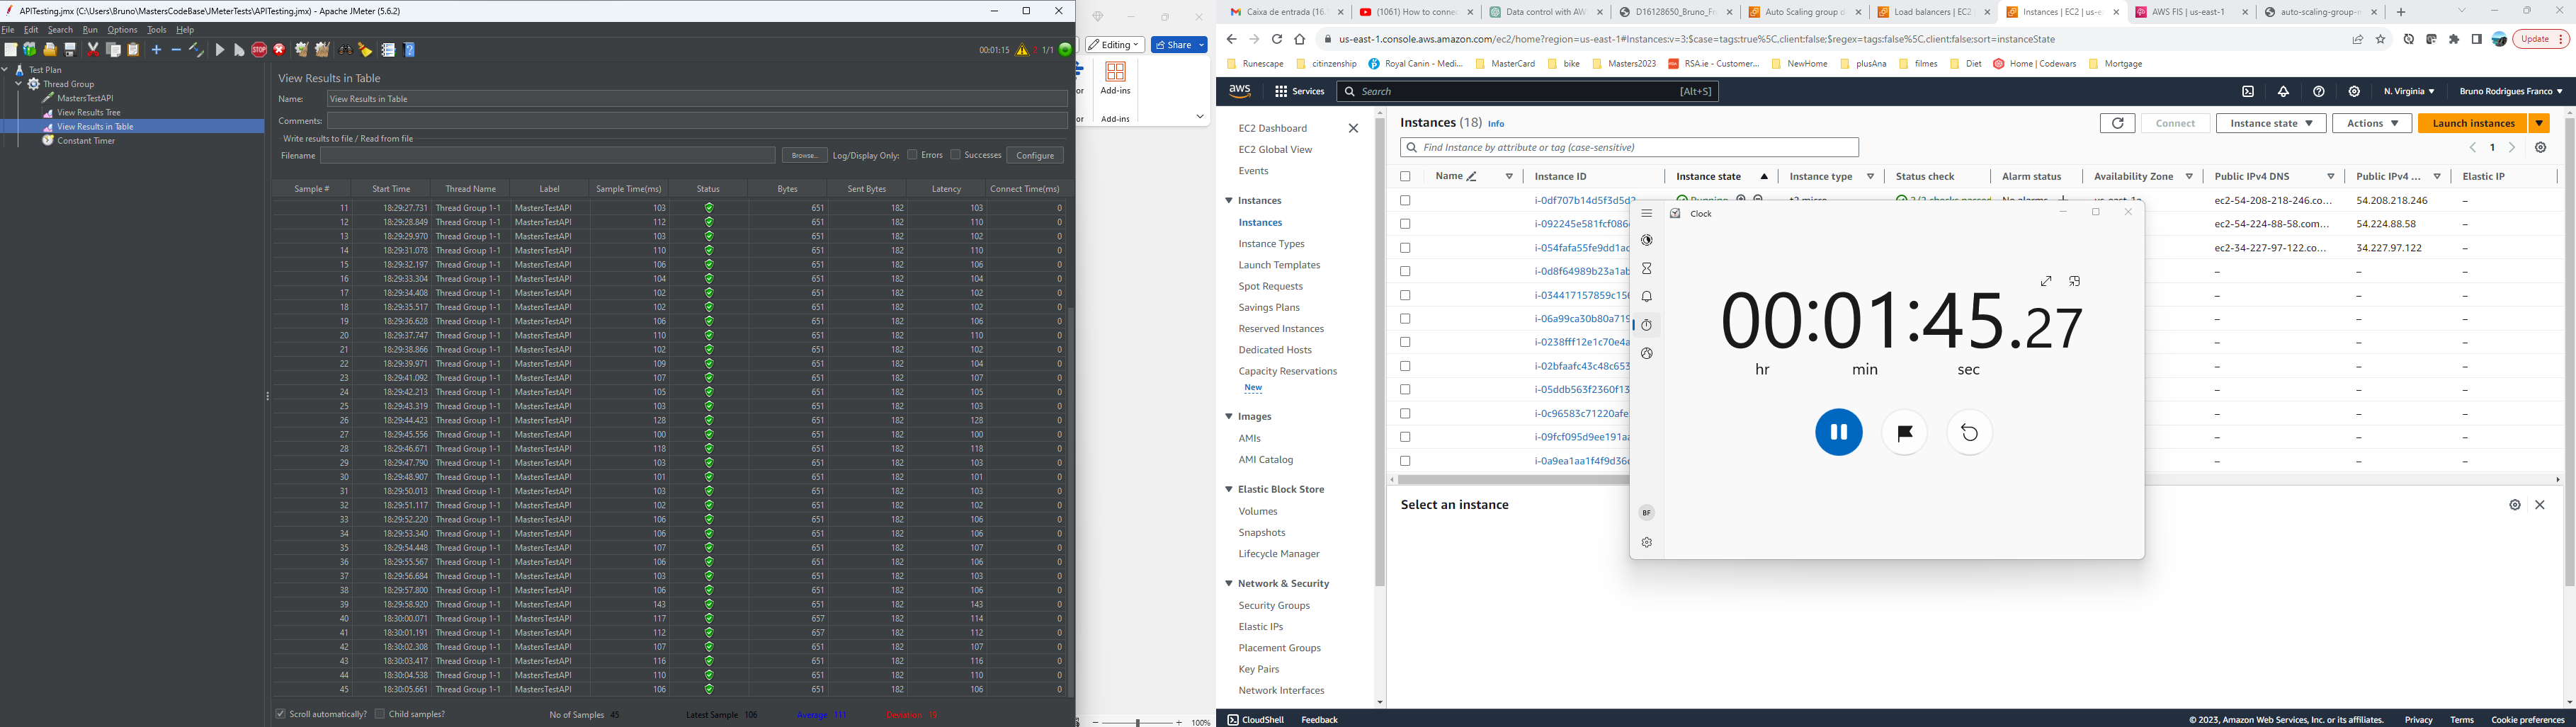 APITesting.jmx (C:\Users\Bruno\MastersCodeBase\JMeterTests\APITesting.jmx) - Apache JMeter (5.6.2)
File Edit Search Run Options Tools Help
00:01:15 1/1
Test Plan
Thread Group
MastersTestAPI
View Results Tree
View Results in Table
Constant Timer
View Results in Table
Name: View Results in Table
Comments:
Write results to file / Read from file
Filename Browse... Log/Display Only: Errors Successes Configure
Sample # Start Time Thread Name Label Sample Time(ms) Status Bytes Sent Bytes Latency Connect Time(ms)
11 18:29:27.731 Thread Group 1-1 MastersTestAPI 103 651 182 103 0
12 18:29:28.849 Thread Group 1-1 MastersTestAPI 112 651 182 110 0
13 18:29:29.970 Thread Group 1-1 MastersTestAPI 103 651 182 102 0
14 18:29:31.078 Thread Group 1-1 MastersTestAPI 110 651 182 110 0
15 18:29:32.197 Thread Group 1-1 MastersTestAPI 106 651 182 106 0
16 18:29:33.304 Thread Group 1-1 MastersTestAPI 104 651 182 104 0
17 18:29:34.408 Thread Group 1-1 MastersTestAPI 102 651 182 102 0
18 18:29:35.517 Thread Group 1-1 MastersTestAPI 102 651 182 102 0
19 18:29:36.628 Thread Group 1-1 MastersTestAPI 106 651 182 106 0
20 18:29:37.747 Thread Group 1-1 MastersTestAPI 110 651 182 110 0
21 18:29:38.866 Thread Group 1-1 MastersTestAPI 102 651 182 102 0
22 18:29:39.971 Thread Group 1-1 MastersTestAPI 109 651 182 104 0
23 18:29:41.092 Thread Group 1-1 MastersTestAPI 107 651 182 107 0
24 18:29:42.213 Thread Group 1-1 MastersTestAPI 105 651 182 105 0
25 18:29:43.319 Thread Group 1-1 MastersTestAPI 103 651 182 103 0
26 18:29:44.423 Thread Group 1-1 MastersTestAPI 128 651 182 128 0
27 18:29:45.556 Thread Group 1-1 MastersTestAPI 100 651 182 100 0
28 18:29:46.671 Thread Group 1-1 MastersTestAPI 118 651 182 118 0
29 18:29:47.790 Thread Group 1-1 MastersTestAPI 103 651 182 103 0
30 18:29:48.907 Thread Group 1-1 MastersTestAPI 101 651 182 101 0
31 18:29:50.013 Thread Group 1-1 MastersTestAPI 103 651 182 103 0
32 18:29:51.117 Thread Group 1-1 MastersTestAPI 102 651 182 102 0
33 18:29:52.220 Thread Group 1-1 MastersTestAPI 106 651 182 106 0
34 18:29:53.340 Thread Group 1-1 MastersTestAPI 106 651 182 106 0
35 18:29:54.448 Thread Group 1-1 MastersTestAPI 107 651 182 107 0
36 18:29:55.567 Thread Group 1-1 MastersTestAPI 106 651 182 106 0
37 18:29:56.684 Thread Group 1-1 MastersTestAPI 103 651 182 103 0
38 18:29:57.800 Thread Group 1-1 MastersTestAPI 106 651 182 106 0
39 18:29:58.920 Thread Group 1-1 MastersTestAPI 143 651 182 143 0
40 18:30:00.071 Thread Group 1-1 MastersTestAPI 117 657 182 114 0
41 18:30:01.191 Thread Group 1-1 MastersTestAPI 112 657 182 112 0
42 18:30:02.308 Thread Group 1-1 MastersTestAPI 107 651 182 107 0
43 18:30:03.417 Thread Group 1-1 MastersTestAPI 116 651 182 116 0
44 18:30:04.538 Thread Group 1-1 MastersTestAPI 110 651 182 110 0
45 18:30:05.661 Thread Group 1-1 MastersTestAPI 106 651 182 106 0
Scroll automatically? Child samples? No of Samples 45 Latest Sample 106 Average 111 Deviation 19
Editing Share
Add-ins
Add-ins
100%
Caixa de entrada (16. (1061) How to conne Data control with AW D16128650_Bruno_Fr Auto Scaling group d Load balancers | EC2 Instances | EC2 | us-e AWS FIS | us-east-1 auto-scaling-group-n
us-east-1.console.aws.amazon.com/ec2/home?region=us-east-1#Instances:v=3;$case=tags:true%5C,client:false;$regex=tags:false%5C,client:false;sort=instanceState Update
Runescape citizenship Royal Canin - Medi... MasterCard bike Masters2023 RSA.ie - Customer... NewHome plusAna filmes Diet Home | Codewars Mortgage
aws Services Search [Alt+S] N. Virginia Bruno Rodrigues Franco
EC2 Dashboard
EC2 Global View
Events
Instances
Instances
Instance Types
Launch Templates
Spot Requests
Savings Plans
Reserved Instances
Dedicated Hosts
Capacity Reservations
New
Images
AMIs
AMI Catalog
Elastic Block Store
Volumes
Snapshots
Lifecycle Manager
Network & Security
Security Groups
Elastic IPs
Placement Groups
Key Pairs
Network Interfaces
Instances (18) Info Connect Instance state Actions Launch instances
Find Instance by attribute or tag (case-sensitive) 1
Name Instance ID Instance state Instance type Status check Alarm status Availability Zone Public IPv4 DNS Public IPv4 ... Elastic IP
i-0df707b14d5f3d5d2 Running t2.micro 2/2 checks passed No alarms us-east-1a ec2-54-208-218-246.co... 54.208.218.246 –
i-092245e581fcf086 ec2-54-224-88-58.com... 54.224.88.58 –
i-054fafa55fe9dd1ac ec2-34-227-97-122.co... 34.227.97.122 –
i-0d8f64989b23a1ab – – –
i-034417157859c156 – – –
i-06a99ca30b80a719 – – –
i-0238fff12e1c70e4a – – –
i-02bfaafc43c48c653 – – –
i-05ddb563f2360f13 – – –
i-0c96583c71220afe – – –
i-09fcf095d9ee191aa – – –
i-0a9ea1aa1f4f9d36c – – –
Select an instance
Clock
00:01:45.27
hr min sec
BF
CloudShell Feedback © 2023, Amazon Web Services, Inc. or its affiliates. Privacy Terms Cookie preferences